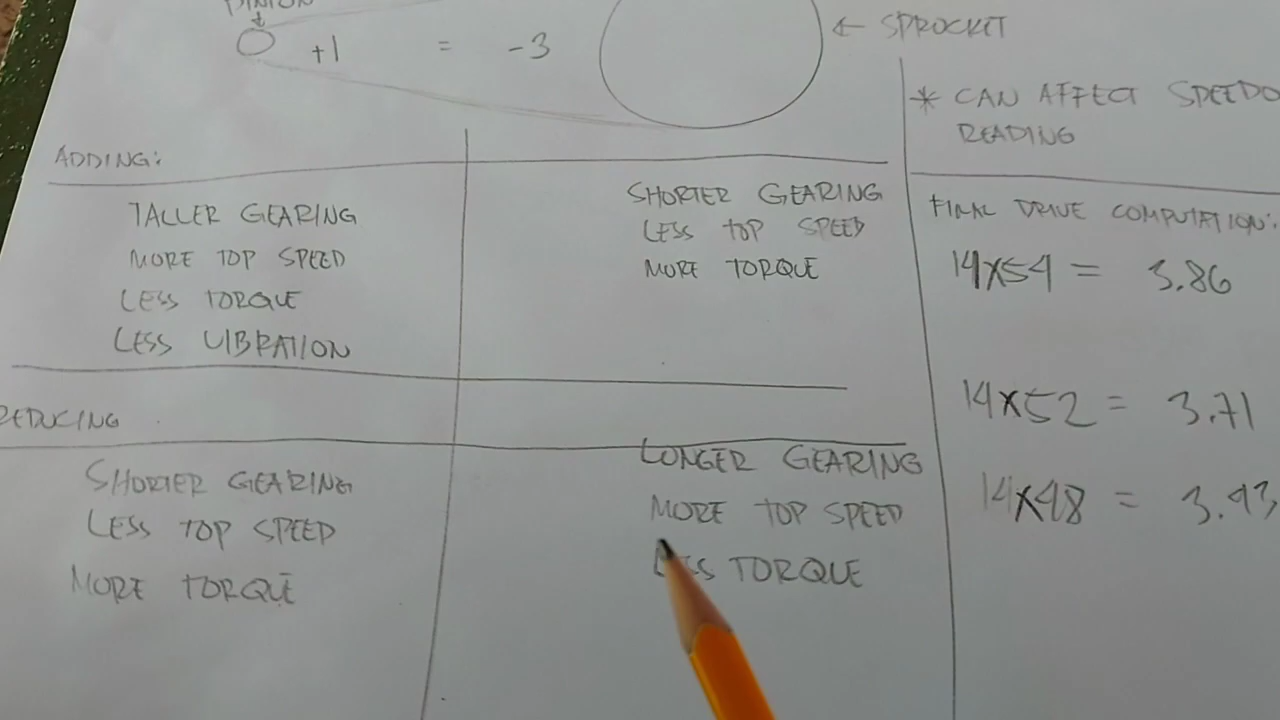 PINION
+1 = -3
← SPROCKET
* CAN AFFECT SPEEDO
READING
ADDING:
TALLER GEARING
MORE TOP SPEED
LESS TORQUE
LESS VIBRATION
SHORTER GEARING
LESS TOP SPEED
MORE TORQUE
REDUCING
SHORTER GEARING
LESS TOP SPEED
MORE TORQUE
LONGER GEARING
MORE TOP SPEED
LESS TORQUE
FINAL DRIVE COMPUTATION:
14x54 = 3.86
14x52 = 3.71
14x48 = 3.43